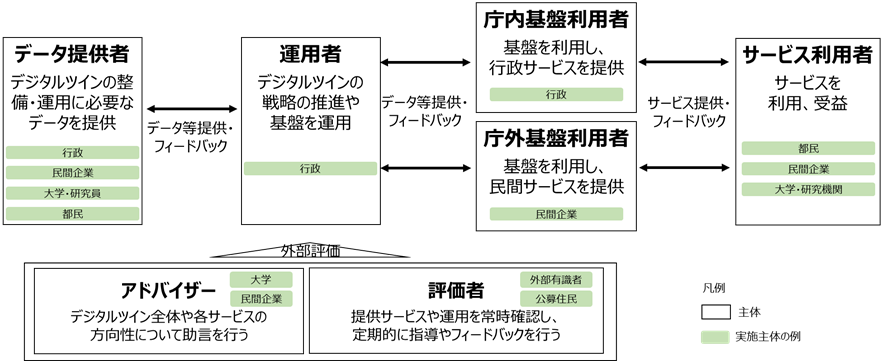 データ提供者
デジタルツインの整
備・運用に必要な
データを提供
行政
民間企業
大学・研究員
都民
データ等提供・
フィードバック
運用者
デジタルツインの
戦略の推進や
基盤を運用
行政
データ等提供・
フィードバック
庁内基盤利用者
基盤を利用し、
行政サービスを提供
行政
庁外基盤利用者
基盤を利用し、
民間サービスを提供
民間企業
サービス提供・
フィードバック
サービス利用者
サービスを
利用、受益
都民
民間企業
大学・研究機関
外部評価
アドバイザー
大学
民間企業
デジタルツイン全体や各サービスの
方向性について助言を行う
評価者
外部有識者
公募住民
提供サービスや運用を常時確認し、
定期的に指導やフィードバックを行う
凡例
主体
実施主体の例